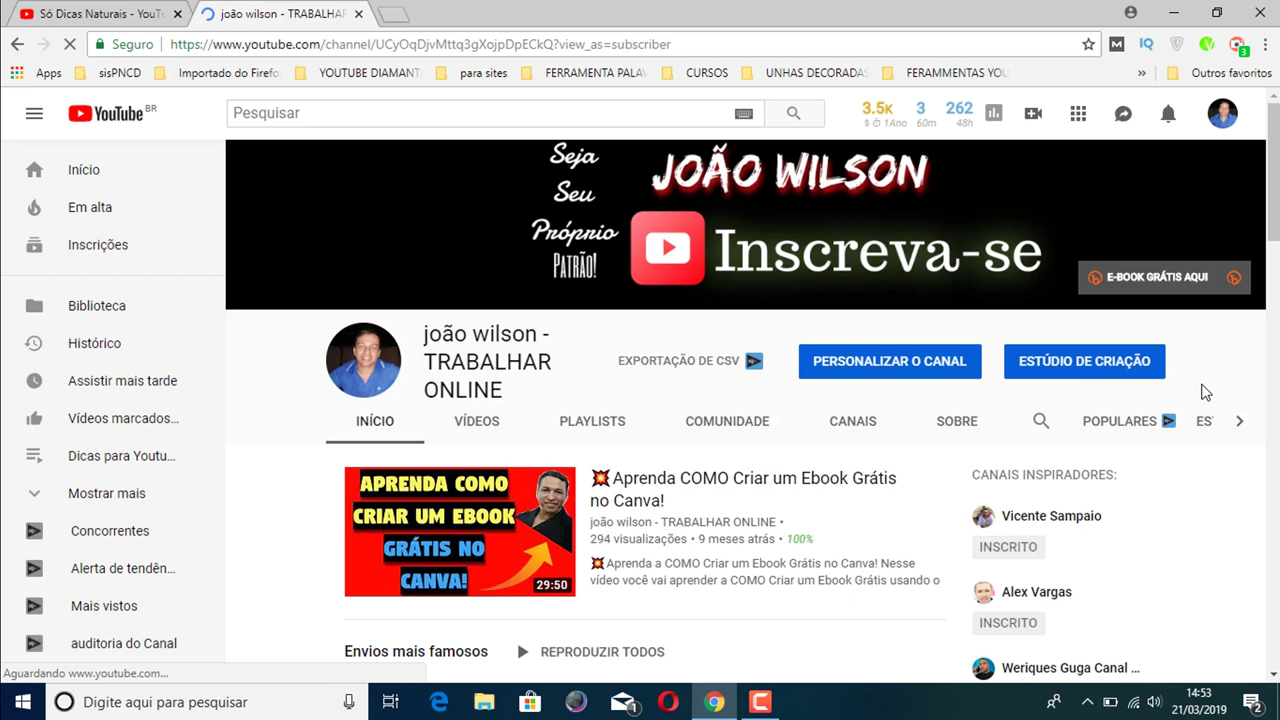 Só Dicas Naturais - YouTu
joão wilson - TRABALHAR
Seguro
https://www.youtube.com/channel/UCyOqDjvMttq3gXojpDpECkQ?view_as=subscriber
Apps
sisPNCD
Importado do Firefo
YOUTUBE DIAMANT
para sites
FERRAMENTA PALAV
CURSOS
UNHAS DECORADAS
FERAMMENTAS YOU
»
Outros favoritos
YouTube BR
Pesquisar
3.5K 3 262
$ 1Ano 60m 48h
Início
Em alta
Inscrições
Biblioteca
Histórico
Assistir mais tarde
Vídeos marcados...
Dicas para Youtu...
Mostrar mais
Concorrentes
Alerta de tendên...
Mais vistos
auditoria do Canal
Seja
Seu
Próprio
PATRÃO!
JOÃO WILSON
Inscreva-se
E-BOOK GRÁTIS AQUI
joão wilson -
TRABALHAR
ONLINE
EXPORTAÇÃO DE CSV
PERSONALIZAR O CANAL
ESTÚDIO DE CRIAÇÃO
INÍCIO
VÍDEOS
PLAYLISTS
COMUNIDADE
CANAIS
SOBRE
POPULARES
ES
APRENDA COMO
CRIAR UM EBOOK
GRÁTIS NO
CANVA!
29:50
💥Aprenda COMO Criar um Ebook Grátis
no Canva!
joão wilson - TRABALHAR ONLINE •
294 visualizações • 9 meses atrás • 100%
💥Aprenda a COMO Criar um Ebook Grátis no Canva! Nesse
vídeo você vai aprender a COMO Criar um Ebook Grátis usando o
Envios mais famosos
REPRODUZIR TODOS
CANAIS INSPIRADORES:
Vicente Sampaio
INSCRITO
Alex Vargas
INSCRITO
Weriques Guga Canal ...
Aguardando www.youtube.com...
Digite aqui para pesquisar
1
3
14:53
21/03/2019
2